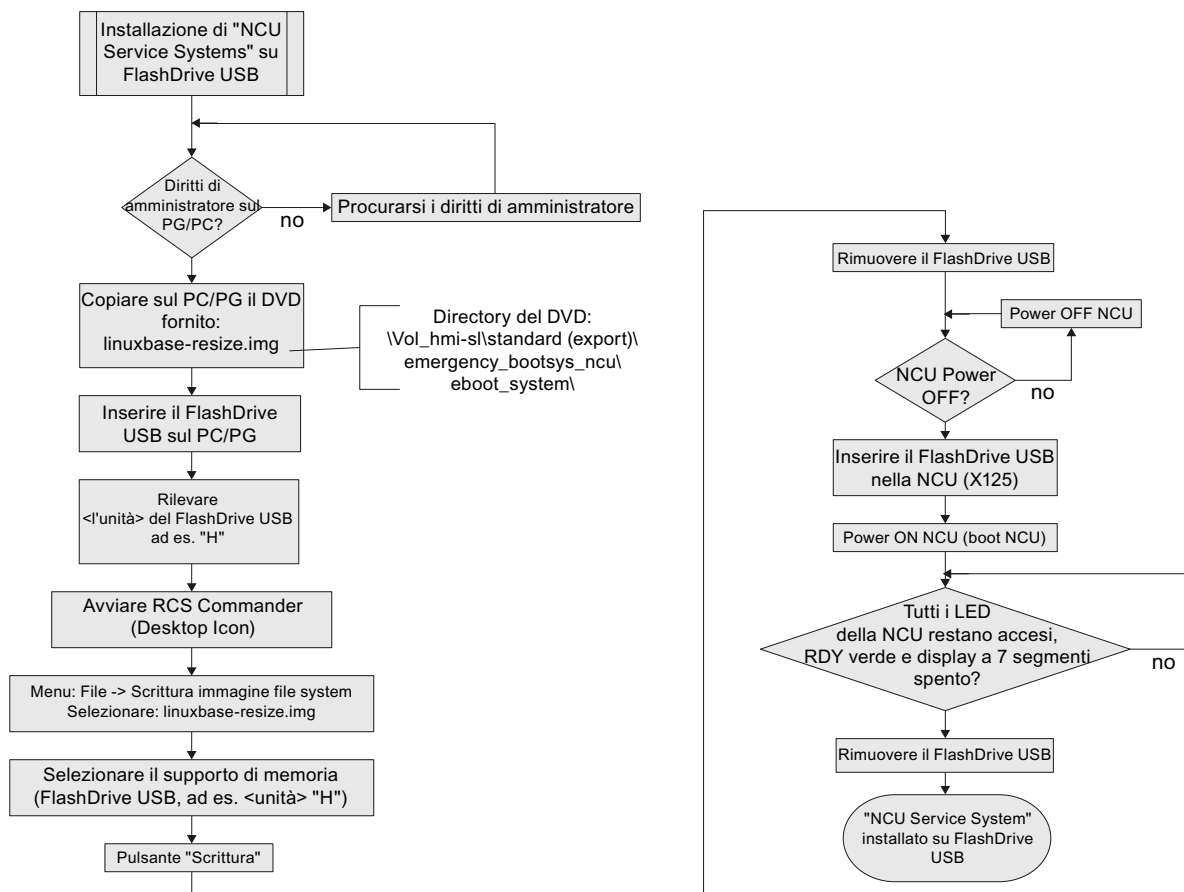 Installazione di "NCU
Service Systems" su
FlashDrive USB
Diritti di
amministratore sul
PG/PC?
no
Procurarsi i diritti di amministratore
Copiare sul PC/PG il DVD
fornito:
linuxbase-resize.img
Directory del DVD:
\Vol_hmi-sl\standard (export)\
emergency_bootsys_ncu\
eboot_system\
Inserire il FlashDrive
USB sul PC/PG
Rilevare
<l'unità> del FlashDrive USB
ad es. "H"
Avviare RCS Commander
(Desktop Icon)
Menu: File -> Scrittura immagine file system
Selezionare: linuxbase-resize.img
Selezionare il supporto di memoria
(FlashDrive USB, ad es. <unità> "H")
Pulsante "Scrittura"
Rimuovere il FlashDrive USB
Power OFF NCU
NCU Power
OFF?
no
Inserire il FlashDrive USB
nella NCU (X125)
Power ON NCU (boot NCU)
Tutti i LED
della NCU restano accesi,
RDY verde e display a 7 segmenti
spento?
no
Rimuovere il FlashDrive USB
"NCU Service System"
installato su FlashDrive
USB